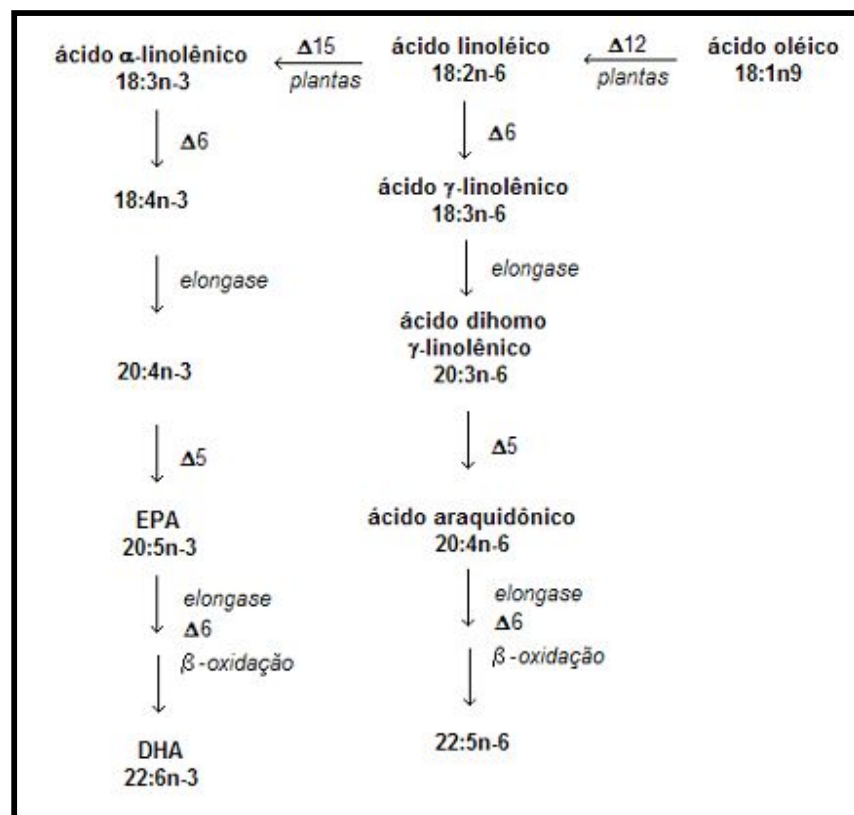 ácido α-linolênico
18:3n-3
Δ15
plantas
ácido linoléico
18:2n-6
Δ12
plantas
ácido oléico
18:1n9
Δ6
Δ6
18:4n-3
ácido γ-linolênico
18:3n-6
elongase
elongase
20:4n-3
ácido dihomo
γ-linolênico
20:3n-6
Δ5
Δ5
EPA
20:5n-3
ácido araquidônico
20:4n-6
elongase
Δ6
β-oxidação
elongase
Δ6
β-oxidação
DHA
22:6n-3
22:5n-6